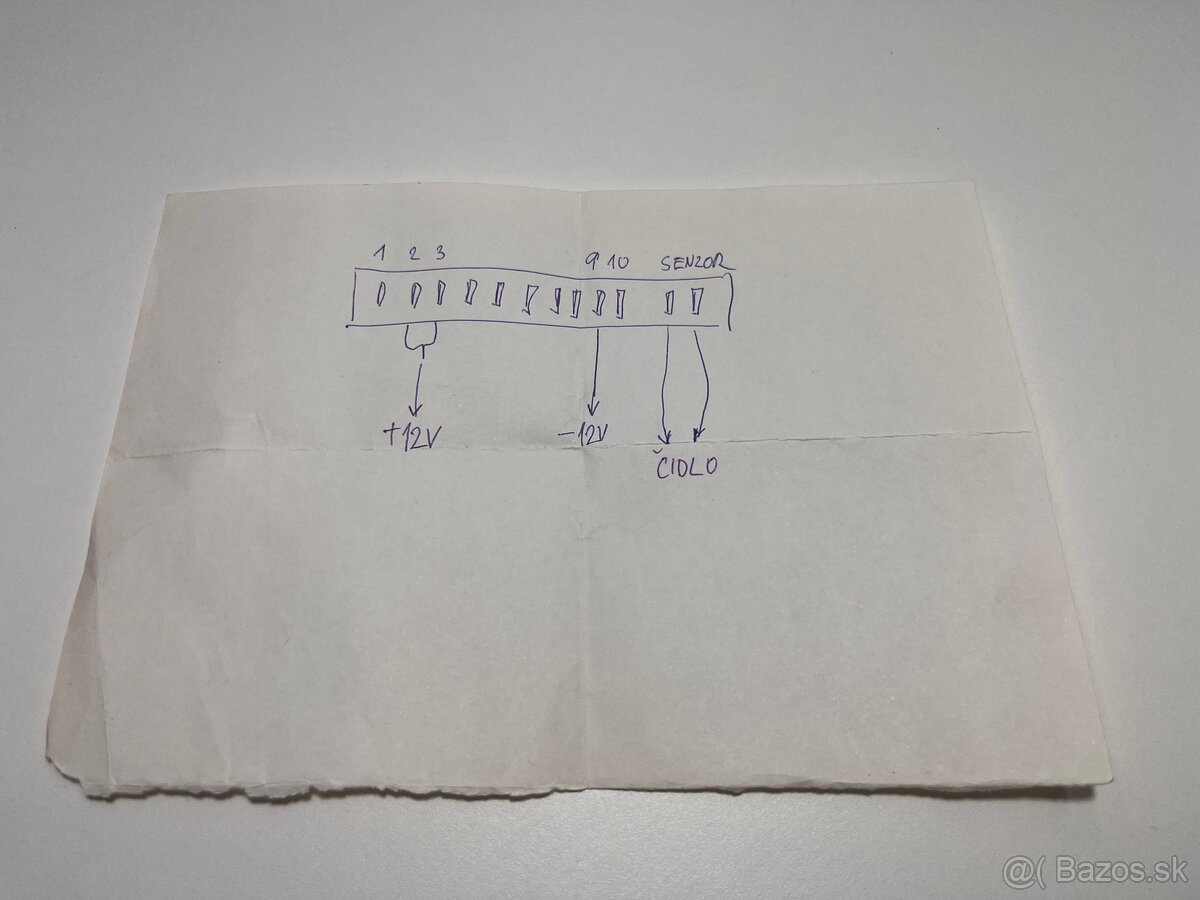 1 2 3 9 10 SENZOR
+12V -12V
ČIDLO
@( Bazos.sk